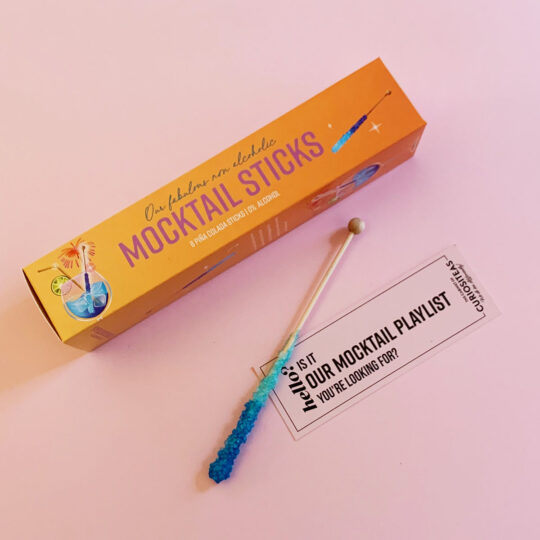 Our fabulous non alcoholic
MOCKTAIL STICKS
6 PIÑA COLADA STICKS | 0% ALCOHOL
hello?
IS IT
OUR MOCKTAIL PLAYLIST
YOU'RE LOOKING FOR?
CURIOSITEAS